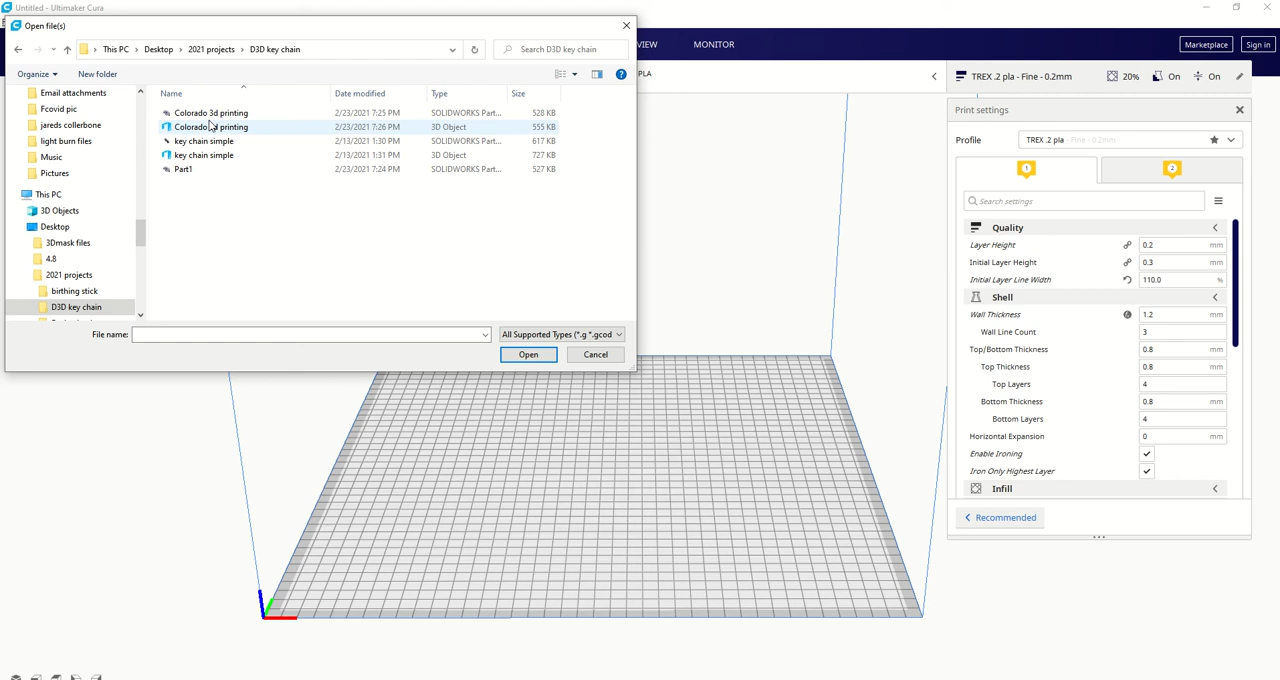 Untitled - Ultimaker Cura
Open file(s)
This PC > Desktop > 2021 projects > D3D key chain
Search D3D key chain
VIEW
MONITOR
Marketplace
Sign in
Organize
New folder
PLA
TREX .2 pla - Fine - 0.2mm
20%
On
On
Email attachments
Fcovid pic
jareds collerbone
light burn files
Music
Pictures
This PC
3D Objects
Desktop
3Dmask files
4.8
2021 projects
birthing stick
D3D key chain
Name Date modified Type Size
Colorado 3d printing 2/23/2021 7:25 PM SOLIDWORKS Part... 528 KB
Colorado 3d printing 2/23/2021 7:26 PM 3D Object 555 KB
key chain simple 2/13/2021 1:30 PM SOLIDWORKS Part... 617 KB
key chain simple 2/13/2021 1:31 PM 3D Object 727 KB
Part1 2/23/2021 7:24 PM SOLIDWORKS Part... 527 KB
File name:
All Supported Types (*.g *.gcod
Open
Cancel
Print settings
Profile
TREX .2 pla Fine - 0.2mm
1
2
Search settings
Quality
Layer Height 0.2 mm
Initial Layer Height 0.3 mm
Initial Layer Line Width 110.0 %
Shell
Wall Thickness 1.2 mm
Wall Line Count 3
Top/Bottom Thickness 0.8 mm
Top Thickness 0.8 mm
Top Layers 4
Bottom Thickness 0.8 mm
Bottom Layers 4
Horizontal Expansion 0 mm
Enable Ironing
Iron Only Highest Layer
Infill
Recommended